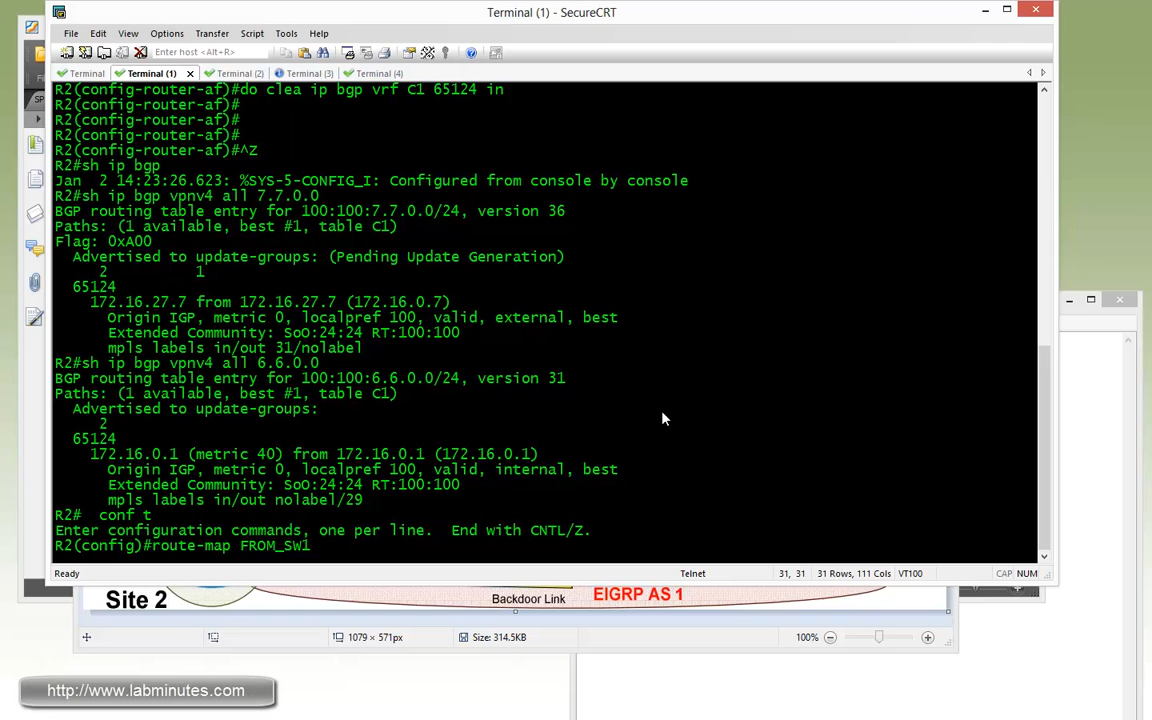 Terminal (1) - SecureCRT
File Edit View Options Transfer Script Tools Help
Enter host <Alt+R>
Terminal Terminal (1) Terminal (2) Terminal (3) Terminal (4)
R2(config-router-af)#do clea ip bgp vrf C1 65124 in
R2(config-router-af)#
R2(config-router-af)#
R2(config-router-af)#
R2(config-router-af)#^Z
R2#sh ip bgp
Jan  2 14:23:26.623: %SYS-5-CONFIG_I: Configured from console by console
R2#sh ip bgp vpnv4 all 7.7.0.0
BGP routing table entry for 100:100:7.7.0.0/24, version 36
Paths: (1 available, best #1, table C1)
Flag: 0xA00
  Advertised to update-groups: (Pending Update Generation)
     2          1
  65124
    172.16.27.7 from 172.16.27.7 (172.16.0.7)
      Origin IGP, metric 0, localpref 100, valid, external, best
      Extended Community: SoO:24:24 RT:100:100
      mpls labels in/out 31/nolabel
R2#sh ip bgp vpnv4 all 6.6.0.0
BGP routing table entry for 100:100:6.6.0.0/24, version 31
Paths: (1 available, best #1, table C1)
  Advertised to update-groups:
     2
  65124
    172.16.0.1 (metric 40) from 172.16.0.1 (172.16.0.1)
      Origin IGP, metric 0, localpref 100, valid, internal, best
      Extended Community: SoO:24:24 RT:100:100
      mpls labels in/out nolabel/29
R2#  conf t
Enter configuration commands, one per line.  End with CNTL/Z.
R2(config)#route-map FROM_SW1
Ready Telnet 31, 31 31 Rows, 111 Cols VT100 CAP NUM
Site 2 Backdoor Link EIGRP AS 1
1079 × 571px Size: 314.5KB 100%
http://www.labminutes.com